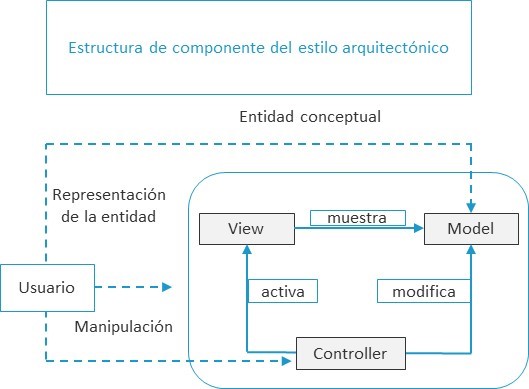 Estructura de componente del estilo arquitectónico
Entidad conceptual
Representación
de la entidad
muestra
View
Model
Usuario
activa
modifica
Manipulación
Controller